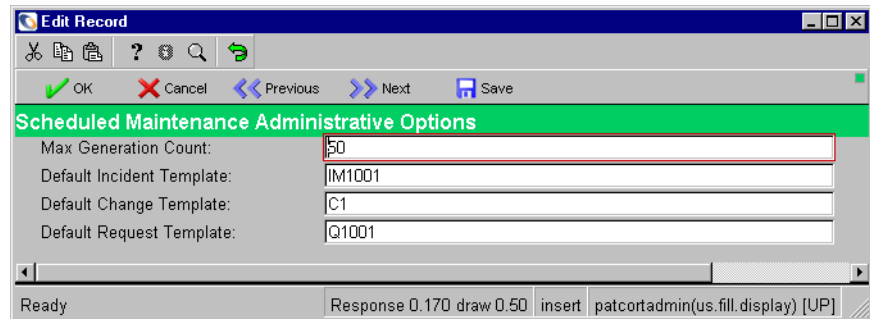 Edit Record
OK Cancel Previous Next Save
Scheduled Maintenance Administrative Options
Max Generation Count: 50
Default Incident Template: IM1001
Default Change Template: C1
Default Request Template: Q1001
Ready Response 0.170 draw 0.50 insert patcortadmin(us.fill.display) [UP]